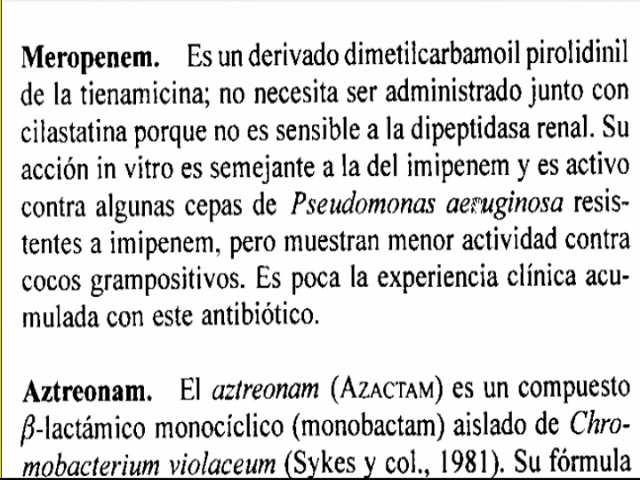 Meropenem. Es un derivado dimetilcarbamoil pirolidinil
de la tienamicina; no necesita ser administrado junto con
cilastatina porque no es sensible a la dipeptidasa renal. Su
acción in vitro es semejante a la del imipenem y es activo
contra algunas cepas de Pseudomonas aeruginosa resis-
tentes a imipenem, pero muestran menor actividad contra
cocos grampositivos. Es poca la experiencia clínica acu-
mulada con este antibiótico.
Aztreonam. El aztreonam (AZACTAM) es un compuesto
β-lactámico monocíclico (monobactam) aislado de Chro-
mobacterium violaceum (Sykes y col., 1981). Su fórmula